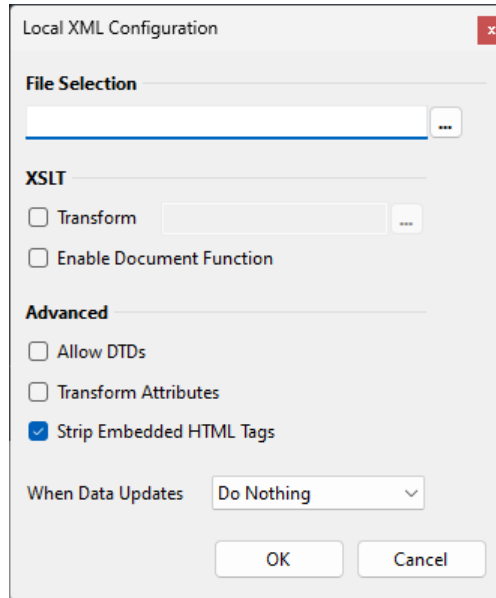 Local XML Configuration x
File Selection
...
XSLT
Transform ...
Enable Document Function
Advanced
Allow DTDs
Transform Attributes
Strip Embedded HTML Tags
When Data Updates Do Nothing
OK Cancel